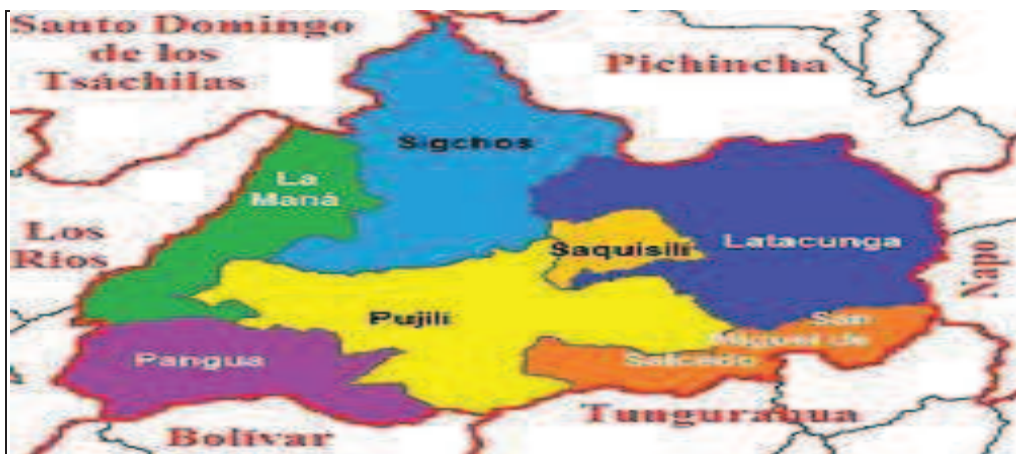 Santo Domingo
de los
Tsáchilas
Pichincha
Sigchos
La
Maná
Los
Ríos
Saquisilí
Latacunga
Napo
Pujilí
San
Miguel de
Salcedo
Pangua
Tungurahua
Bolívar